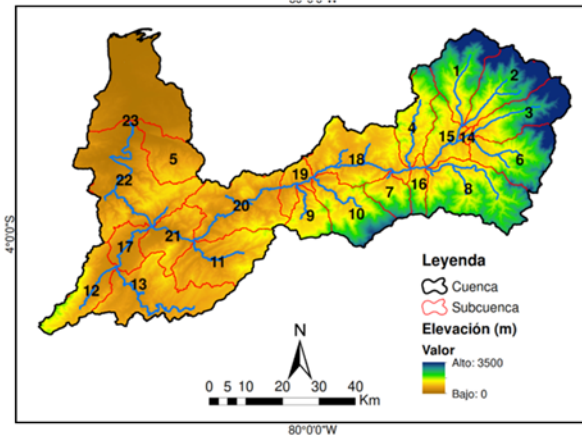 1
2
3
23
4
15
14
5
18
6
19
22
16
7
8
20
9
10
17
21
11
12
13
4°0'0"S
Leyenda
Cuenca
Subcuenca
Elevación (m)
Valor
Alto: 3500
Bajo: 0
N
0 5 10 20 30 40
Km
80°0'0"W